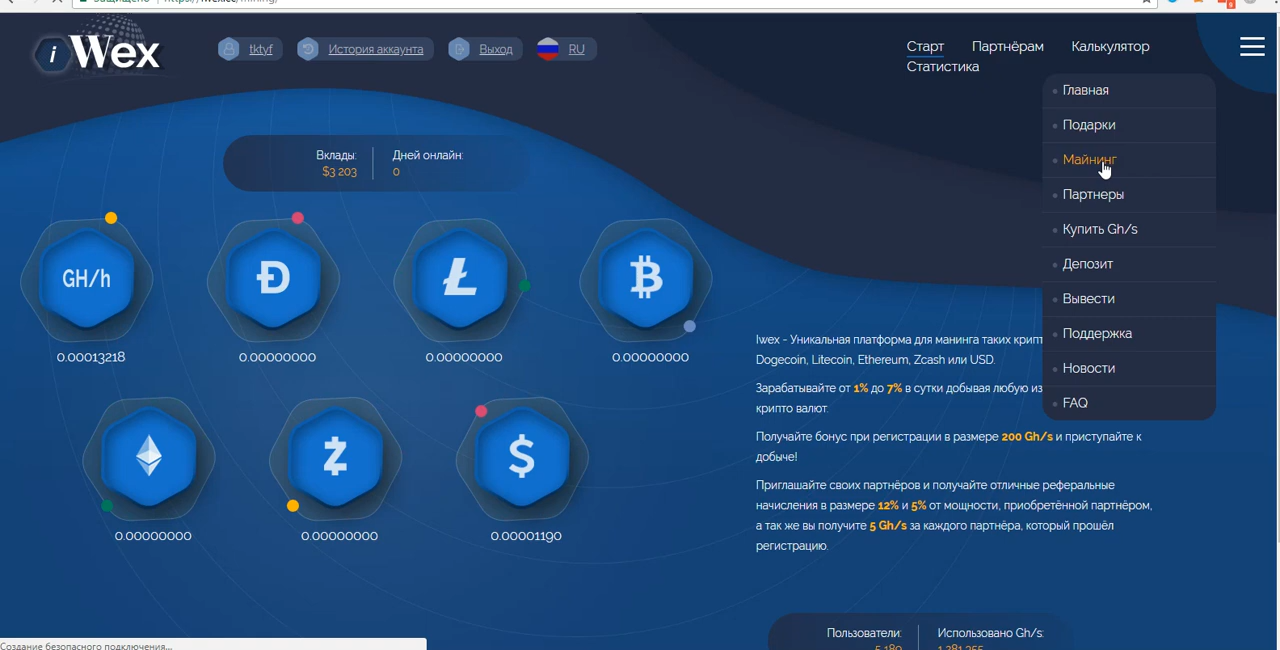 i Wex
tktyf
История аккаунта
Выход
RU
Старт
Партнёрам
Калькулятор
Статистика
Главная
Подарки
Майнинг
Партнеры
Купить Gh/s
Депозит
Вывести
Поддержка
Новости
FAQ
Вклады:
$3 203
Дней онлайн:
0
GH/h
0.00013218
0.00000000
0.00000000
0.00000000
0.00000000
0.00000000
0.00001190
Iwex - Уникальная платформа для манинга таких крипт
Dogecoin, Litecoin, Ethereum, Zcash или USD.
Зарабатывайте от 1% до 7% в сутки добывая любую из
крипто валют.
Получайте бонус при регистрации в размере 200 Gh/s и приступайте к
добыче!
Приглашайте своих партнёров и получайте отличные реферальные
начисления в размере 12% и 5% от мощности, приобретённой партнёром,
а так же вы получите 5 Gh/s за каждого партнёра, который прошёл
регистрацию.
Пользователи:
Использовано Gh/s:
Создание безопасного подключения...